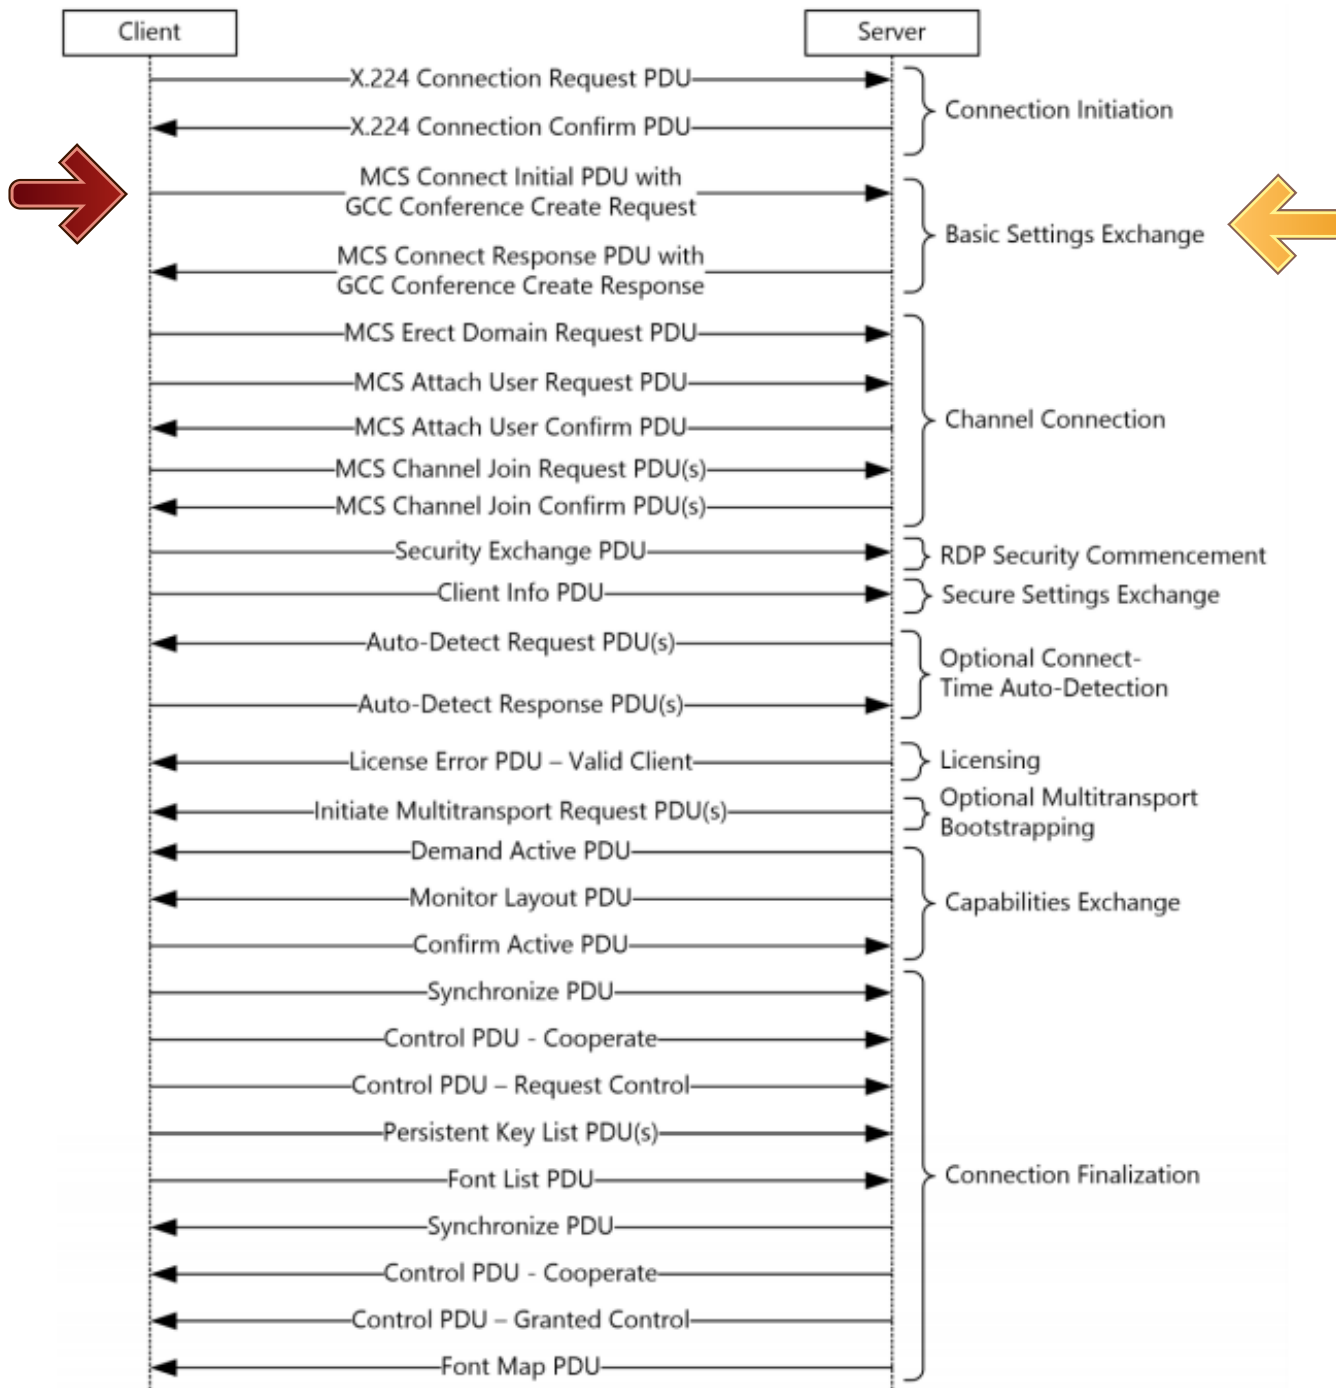 Client
Server
X.224 Connection Request PDU
X.224 Connection Confirm PDU
Connection Initiation
MCS Connect Initial PDU with
GCC Conference Create Request
MCS Connect Response PDU with
GCC Conference Create Response
Basic Settings Exchange
MCS Erect Domain Request PDU
MCS Attach User Request PDU
MCS Attach User Confirm PDU
MCS Channel Join Request PDU(s)
MCS Channel Join Confirm PDU(s)
Channel Connection
Security Exchange PDU
RDP Security Commencement
Client Info PDU
Secure Settings Exchange
Auto-Detect Request PDU(s)
Auto-Detect Response PDU(s)
Optional Connect-
Time Auto-Detection
License Error PDU – Valid Client
Licensing
Initiate Multitransport Request PDU(s)
Optional Multitransport
Bootstrapping
Demand Active PDU
Monitor Layout PDU
Confirm Active PDU
Capabilities Exchange
Synchronize PDU
Control PDU - Cooperate
Control PDU – Request Control
Persistent Key List PDU(s)
Font List PDU
Synchronize PDU
Control PDU - Cooperate
Control PDU – Granted Control
Font Map PDU
Connection Finalization